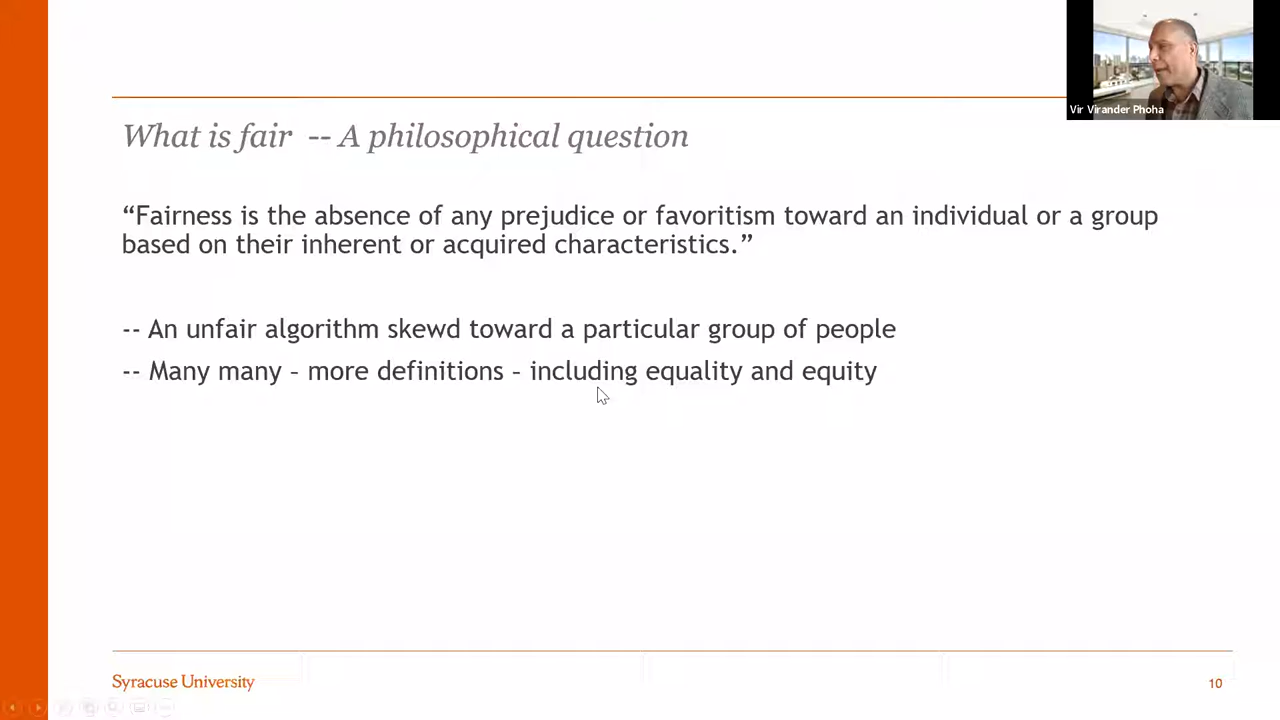 Vir Virander Phoha
What is fair -- A philosophical question
“Fairness is the absence of any prejudice or favoritism toward an individual or a group
based on their inherent or acquired characteristics.”
-- An unfair algorithm skewd toward a particular group of people
-- Many many – more definitions – including equality and equity
Syracuse University
10